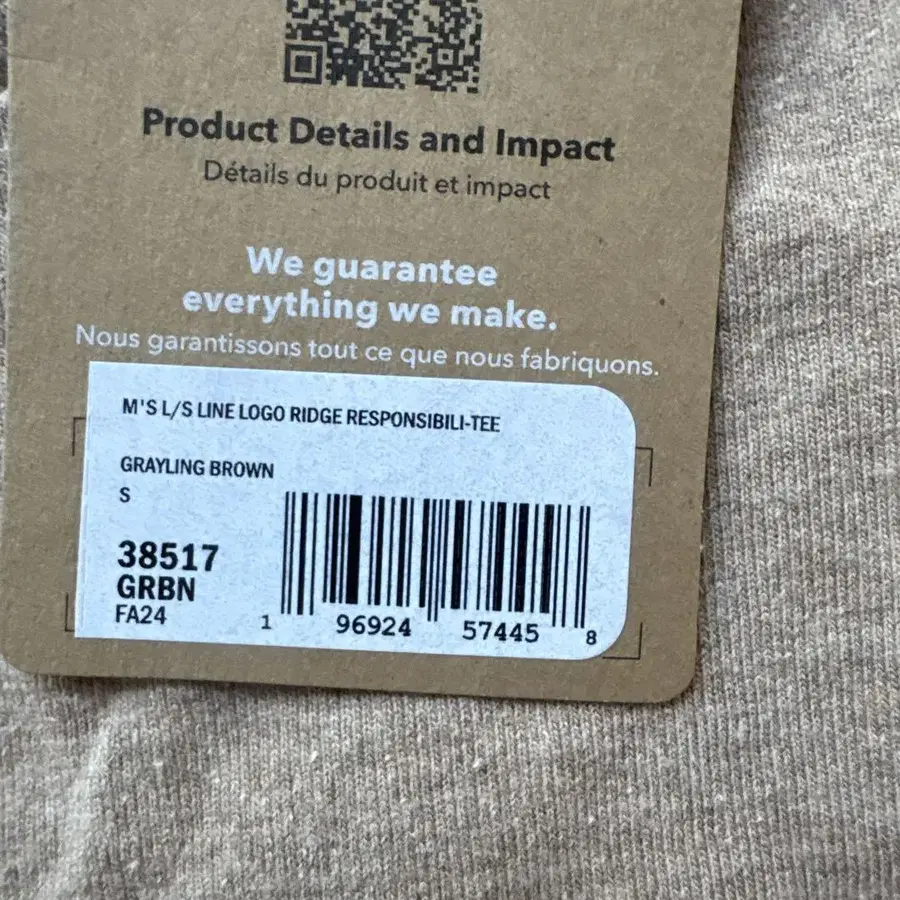 Product Details and Impact
Détails du produit et impact
We guarantee
everything we make.
Nous garantissons tout ce que nous fabriquons.
M'S L/S LINE LOGO RIDGE RESPONSIBILI-TEE
GRAYLING BROWN
S
38517
GRBN
FA24
1 96924 57445 8